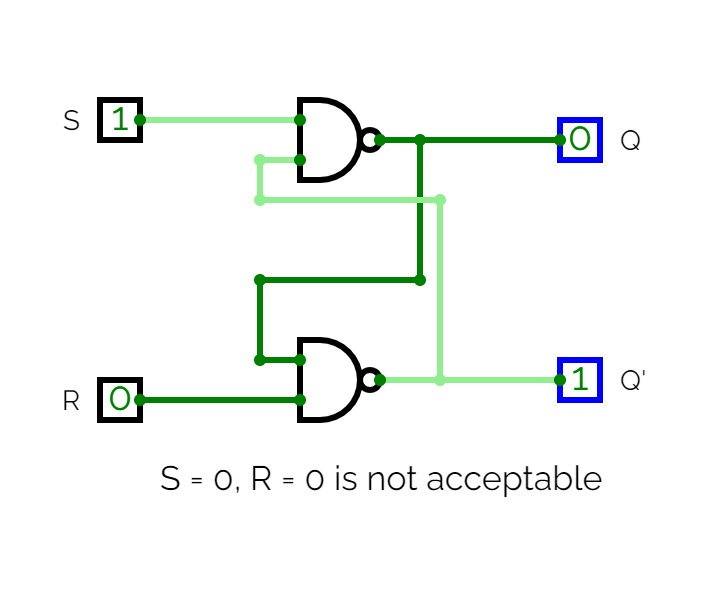 S 1 0 Q
R 0 1 Q'
S = 0, R = 0 is not acceptable